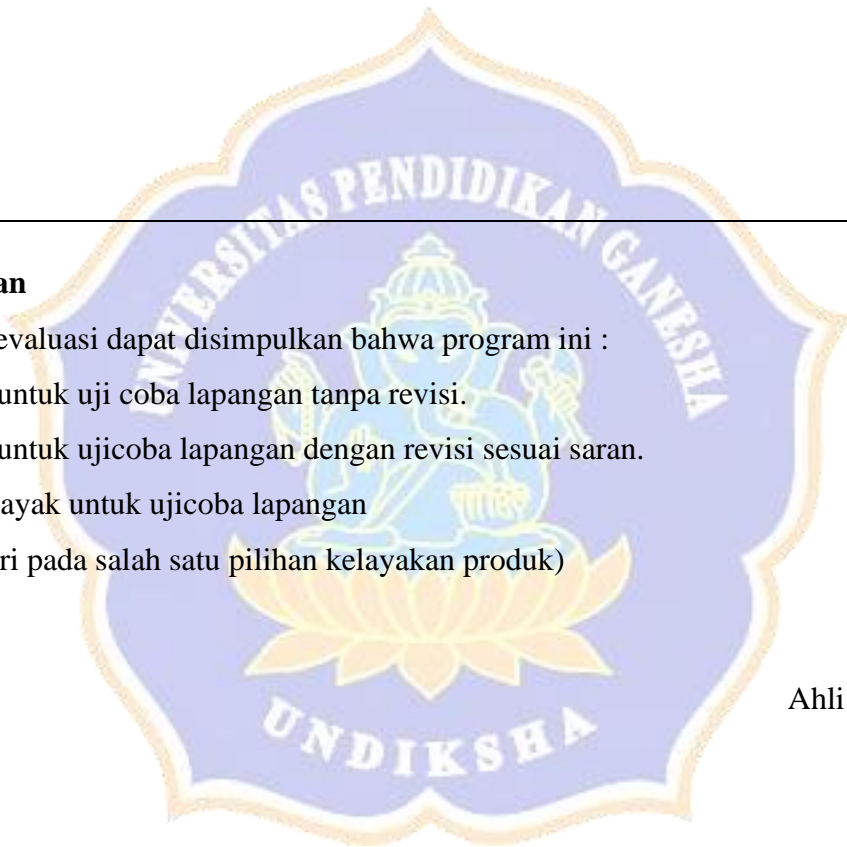 UNIVERSITAS PENDIDIKAN GANESHA
an
evaluasi dapat disimpulkan bahwa program ini :
untuk uji coba lapangan tanpa revisi.
untuk ujicoba lapangan dengan revisi sesuai saran.
ayak untuk ujicoba lapangan
ri pada salah satu pilihan kelayakan produk)
Ahli
UNDIKSHA